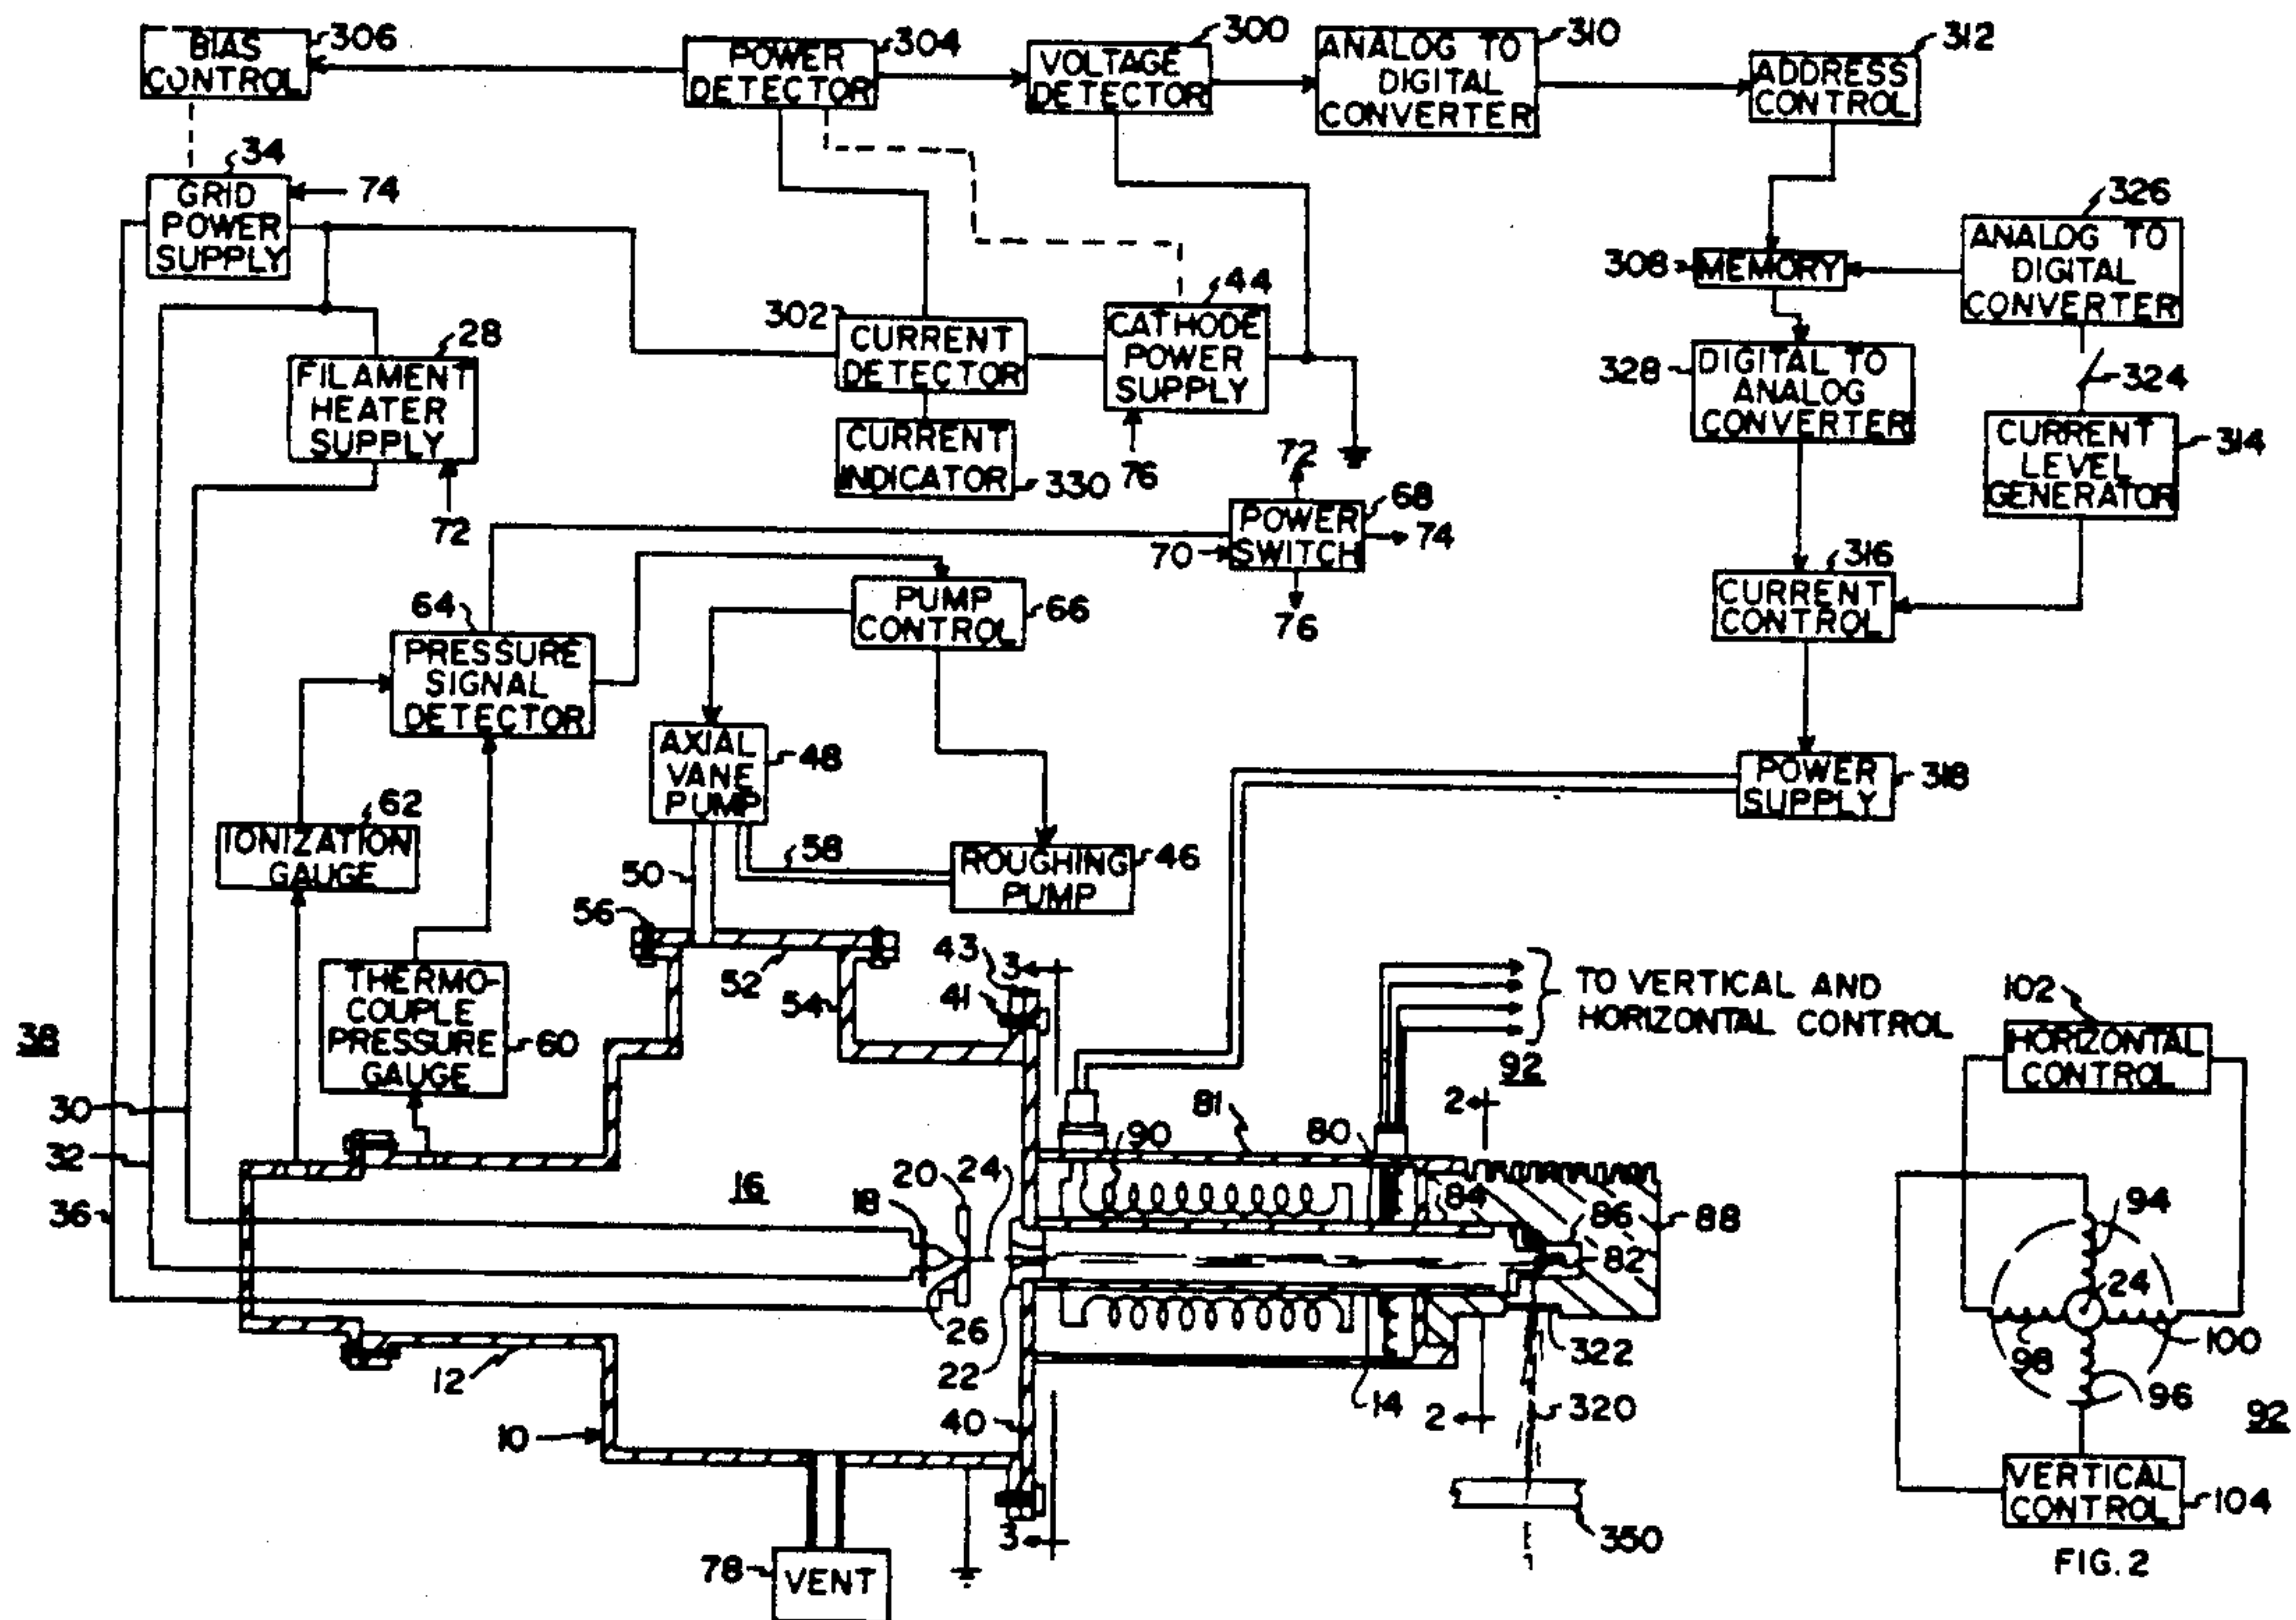 BIAS
CONTROL
306
POWER
DETECTOR
304
VOLTAGE
DETECTOR
300
ANALOG TO
DIGITAL
CONVERTER
310
ADDRESS
CONTROL
312
34
GRID
POWER
SUPPLY
74
326
ANALOG TO
DIGITAL
CONVERTER
308
MEMORY
44
CATHODE
POWER
SUPPLY
76
302
CURRENT
DETECTOR
CURRENT
INDICATOR
330
28
FILAMENT
HEATER
SUPPLY
72
328
DIGITAL TO
ANALOG
CONVERTER
324
CURRENT
LEVEL
GENERATOR
314
72
68
POWER
SWITCH
74
70
76
316
CURRENT
CONTROL
64
PRESSURE
SIGNAL
DETECTOR
PUMP
CONTROL
66
AXIAL
VANE
PUMP
48
POWER
SUPPLY
318
62
IONIZATION
GAUGE
58
50
ROUGHING
PUMP
46
56
52
54
43
41
3
TO VERTICAL AND
HORIZONTAL CONTROL
92
THERMO-
COUPLE
PRESSURE
GAUGE
60
38
30
32
36
16
18
20
24
26
22
81
90
80
2
84
86
82
88
322
14
2
320
350
12
10
40
3
78
VENT
102
HORIZONTAL
CONTROL
94
24
98
100
96
92
VERTICAL
CONTROL
104
FIG. 2